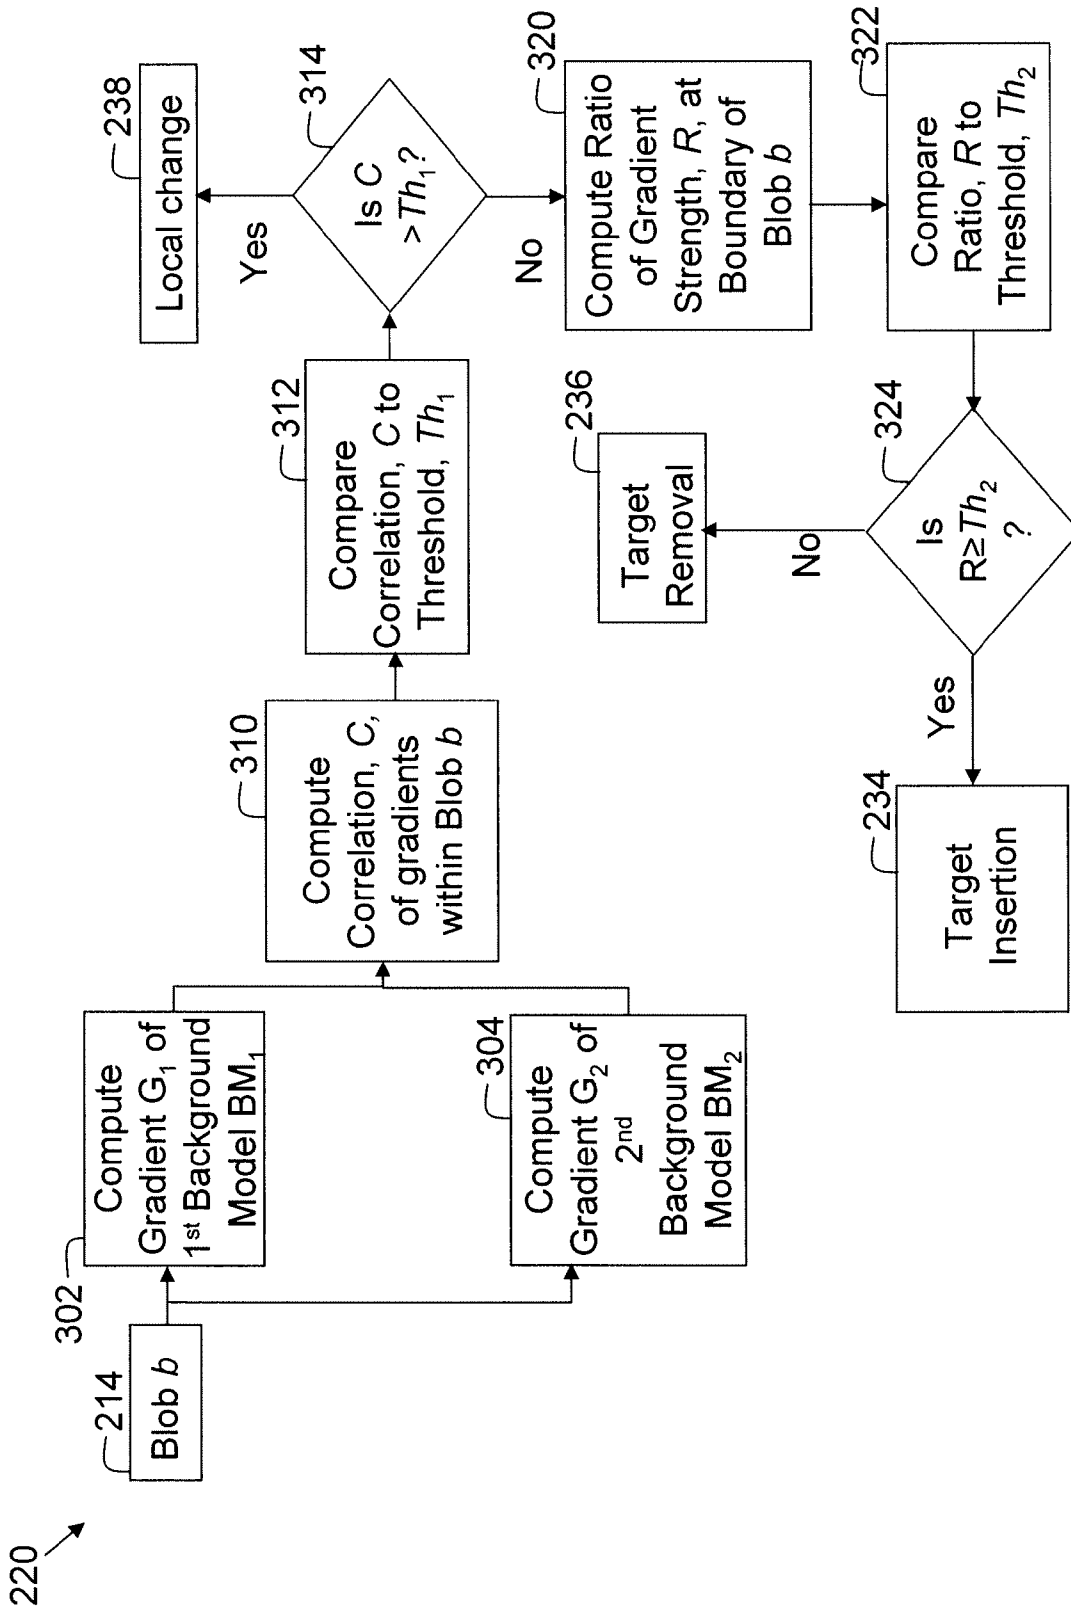 220
214
Blob b
302
Compute
Gradient G1 of
1st Background
Model BM1
304
Compute
Gradient G2 of
2nd
Background
Model BM2
310
Compute
Correlation, C,
of gradients
within Blob b
312
Compare
Correlation, C to
Threshold, Th1
314
Is C
> Th1?
Yes
238
Local change
No
320
Compute Ratio
of Gradient
Strength, R, at
Boundary of
Blob b
322
Compare
Ratio, R to
Threshold, Th2
324
Is
R≥Th2
?
No
236
Target
Removal
Yes
234
Target
Insertion